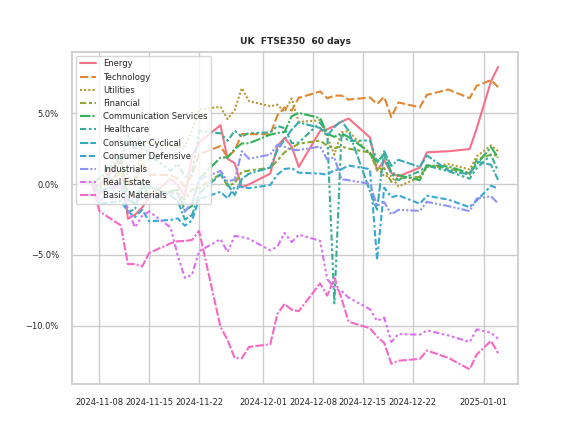 UK FTSE350 60 days
Energy
Technology
Utilities
Financial
Communication Services
Healthcare
Consumer Cyclical
Consumer Defensive
Industrials
Real Estate
Basic Materials
5.0%
0.0%
−5.0%
−10.0%
2024-11-08 2024-11-15 2024-11-22 2024-12-01 2024-12-08 2024-12-15 2024-12-22 2025-01-01